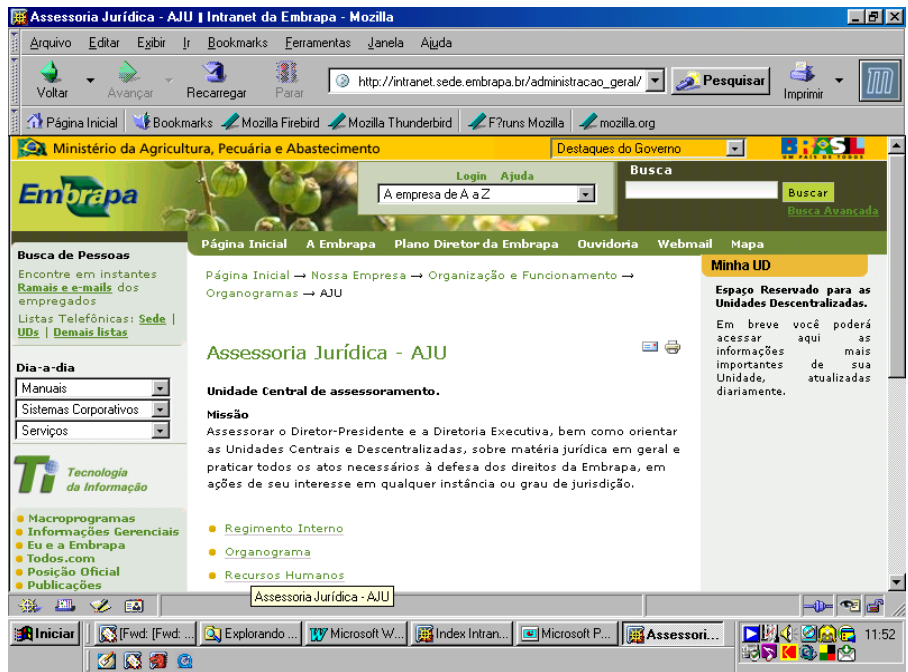 Assessoria Jurídica - AJU || Intranet da Embrapa - Mozilla
Arquivo Editar Exibir Ir Bookmarks Ferramentas Janela Ajuda
Voltar Avançar Recarregar Parar http://intranet.sede.embrapa.br/administracao_geral/ Pesquisar Imprimir
Página Inicial Bookmarks Mozilla Firebird Mozilla Thunderbird F?runs Mozilla mozilla.org
Ministério da Agricultura, Pecuária e Abastecimento Destaques do Governo BRASIL
UM PAÍS DE TODOS
Embrapa
Login Ajuda
A empresa de A a Z
Busca
Buscar
Busca Avançada
Página Inicial A Embrapa Plano Diretor da Embrapa Ouvidoria Webmail Mapa
Busca de Pessoas
Encontre em instantes
Ramais e e-mails dos
empregados
Listas Telefônicas: Sede |
UDs | Demais listas
Dia-a-dia
Manuais
Sistemas Corporativos
Serviços
Ti Tecnologia
da Informação
Macroprogramas
Informações Gerenciais
Eu e a Embrapa
Todos.com
Posição Oficial
Publicações
Página Inicial → Nossa Empresa → Organização e Funcionamento →
Organogramas → AJU
Assessoria Jurídica - AJU
Unidade Central de assessoramento.
Missão
Assessorar o Diretor-Presidente e a Diretoria Executiva, bem como orientar
as Unidades Centrais e Descentralizadas, sobre matéria jurídica em geral e
praticar todos os atos necessários à defesa dos direitos da Embrapa, em
ações de seu interesse em qualquer instância ou grau de jurisdição.
Regimento Interno
Organograma
Recursos Humanos
Assessoria Jurídica - AJU
Minha UD
Espaço Reservado para as
Unidades Descentralizadas.
Em breve você poderá
acessar aqui as
informações mais
importantes de sua
Unidade, atualizadas
diariamente.
Iniciar [Fwd: [Fwd: ... Explorando ... Microsoft W... Index Intran... Microsoft P... Assessori... 11:52